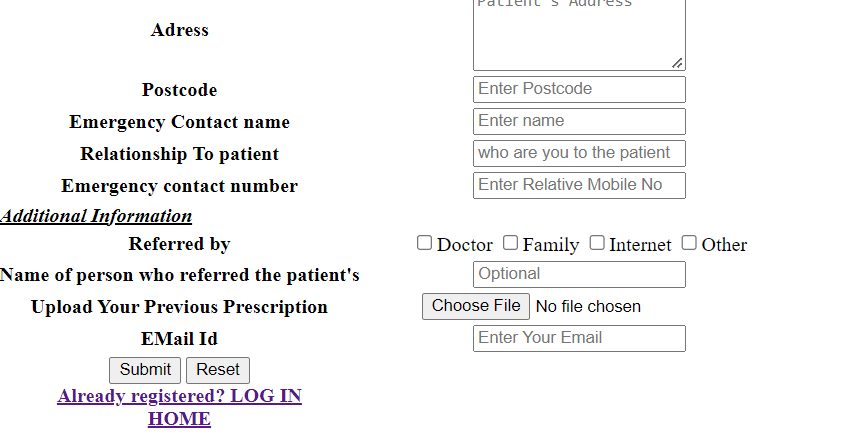 Patient's Address
Adress
Postcode Enter Postcode
Emergency Contact name Enter name
Relationship To patient who are you to the patient
Emergency contact number Enter Relative Mobile No
Additional Information
Referred by Doctor Family Internet Other
Name of person who referred the patient's Optional
Upload Your Previous Prescription Choose File No file chosen
EMail Id Enter Your Email
Submit Reset
Already registered? LOG IN
HOME